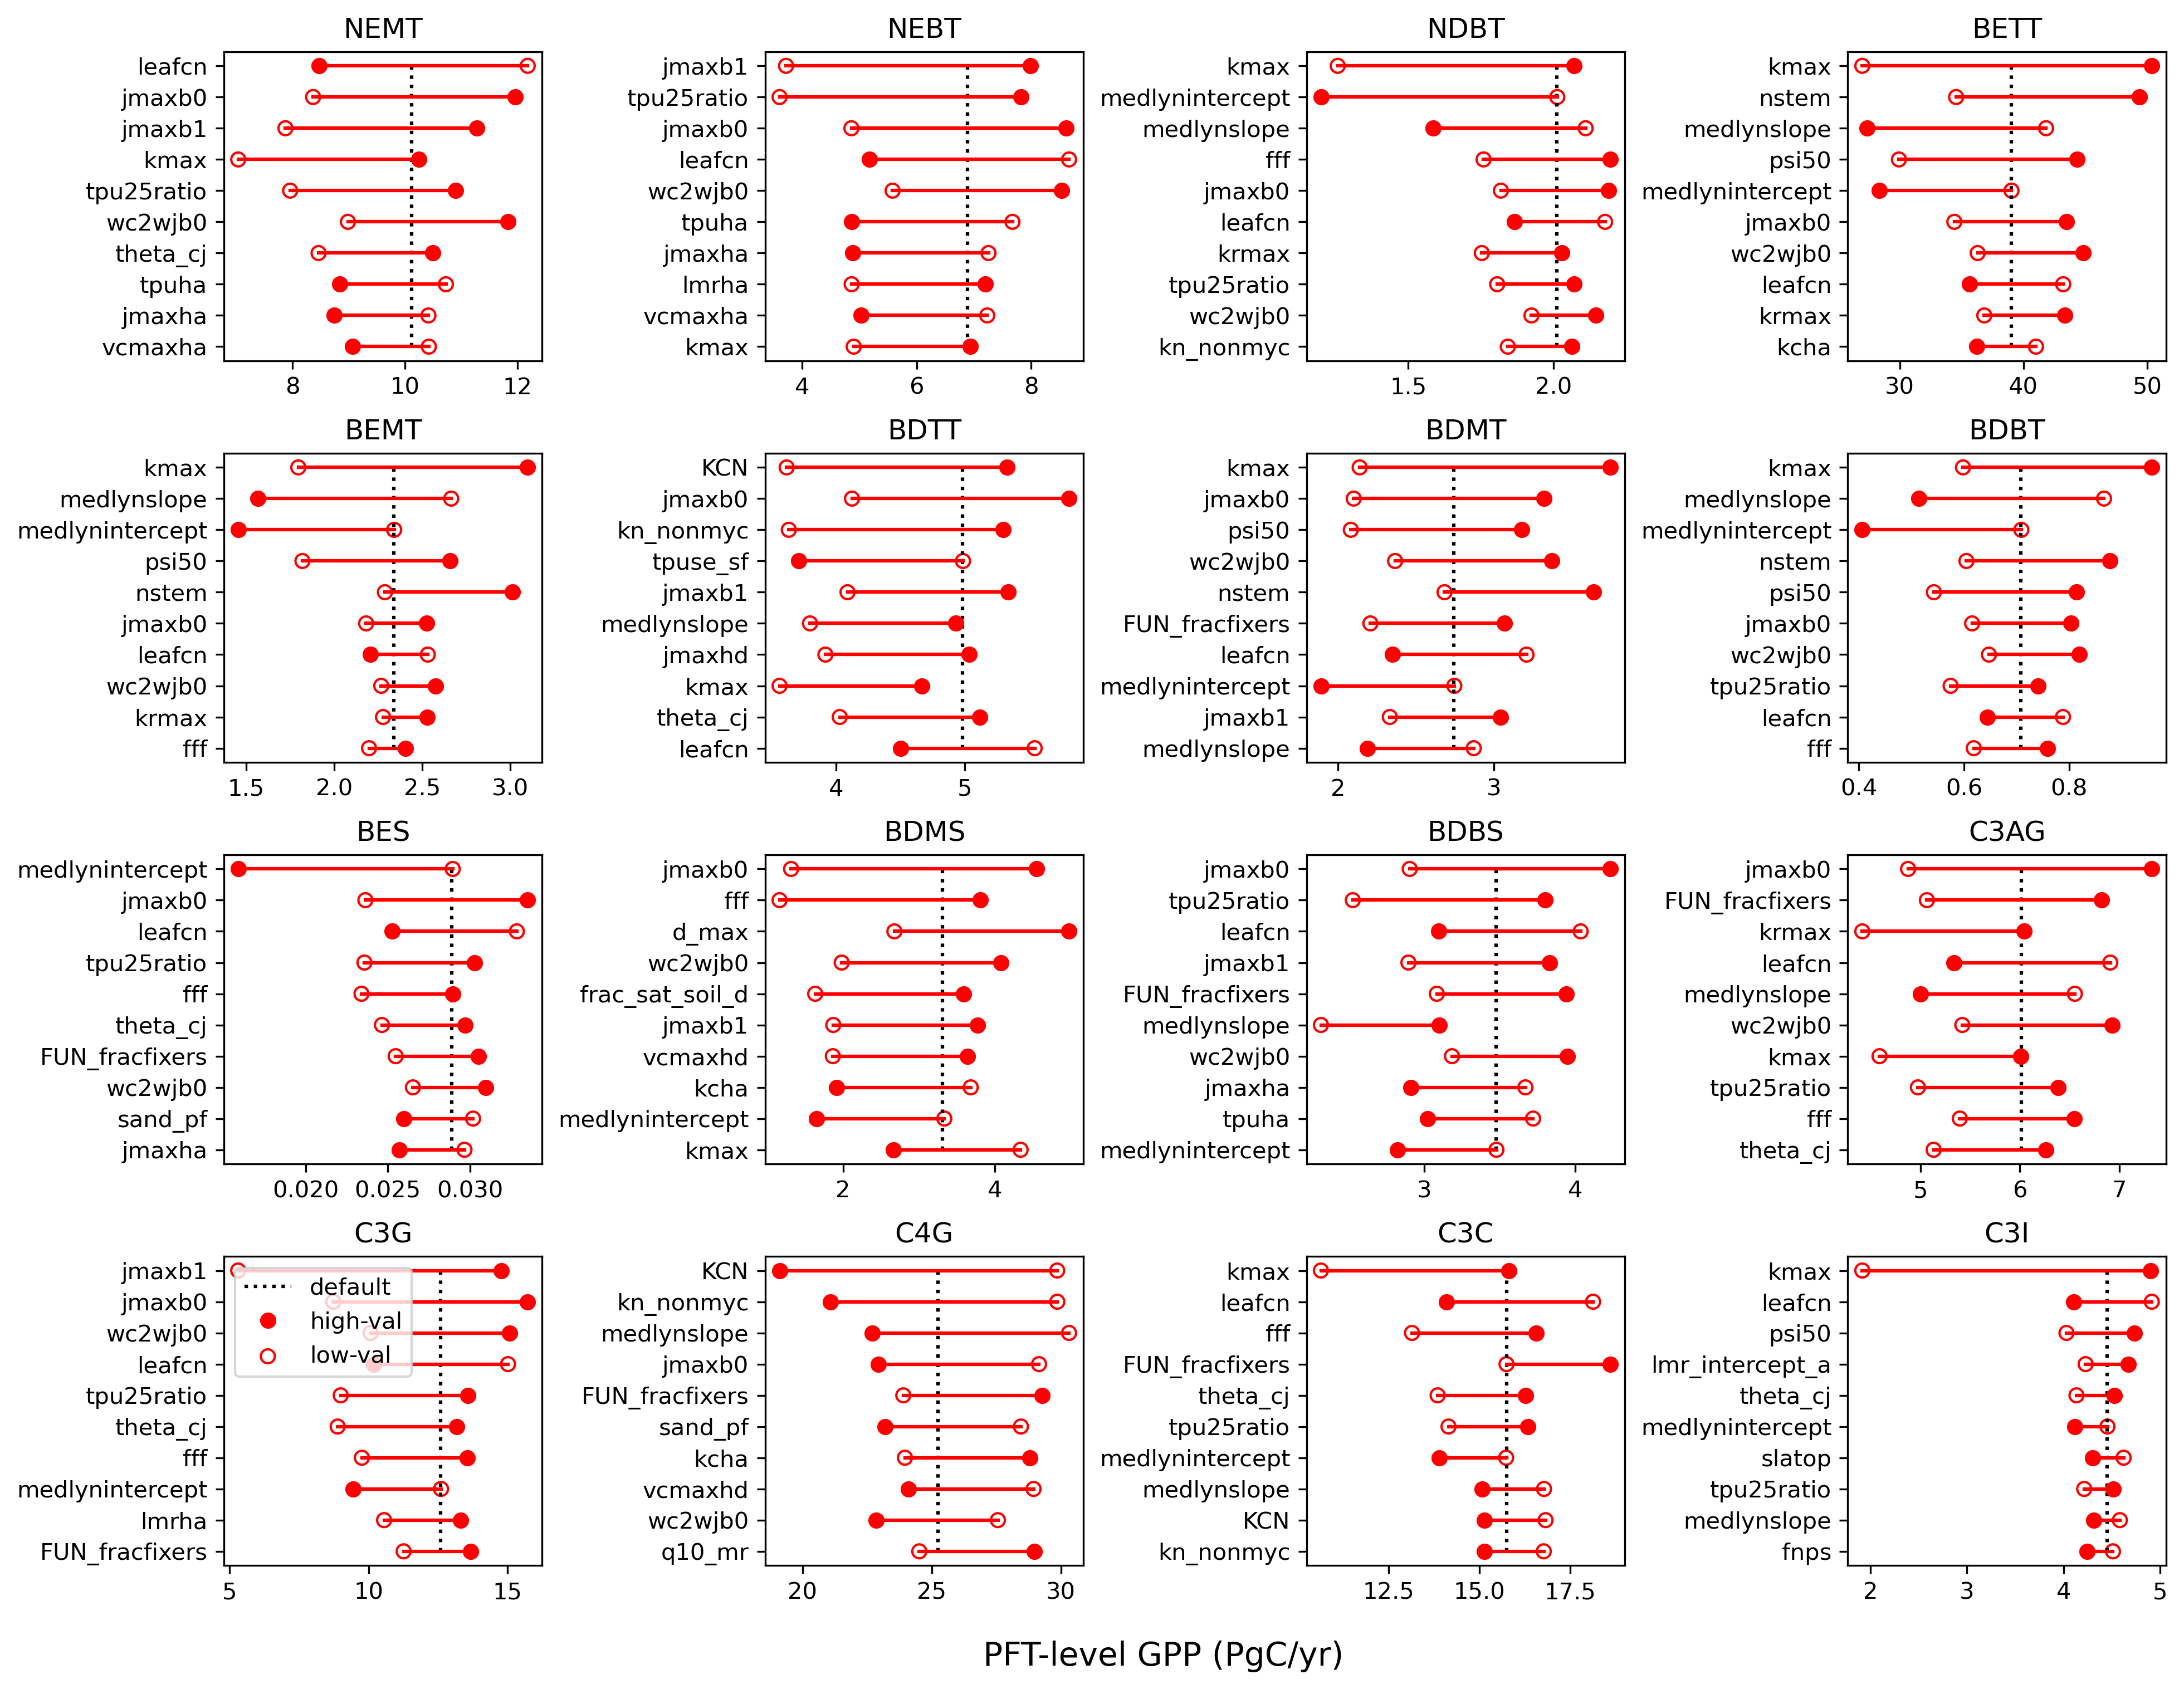 NEMT
leafcn
jmaxb0
jmaxb1
kmax
tpu25ratio
wc2wjb0
theta_cj
tpuha
jmaxha
vcmaxha
8 10 12
NEBT
jmaxb1
tpu25ratio
jmaxb0
leafcn
wc2wjb0
tpuha
jmaxha
lmrha
vcmaxha
kmax
4 6 8
NDBT
kmax
medlynintercept
medlynslope
fff
jmaxb0
leafcn
krmax
tpu25ratio
wc2wjb0
kn_nonmyc
1.5 2.0
BETT
kmax
nstem
medlynslope
psi50
medlynintercept
jmaxb0
wc2wjb0
leafcn
krmax
kcha
30 40 50
BEMT
kmax
medlynslope
medlynintercept
psi50
nstem
jmaxb0
leafcn
wc2wjb0
krmax
fff
1.5 2.0 2.5 3.0
BDTT
KCN
jmaxb0
kn_nonmyc
tpuse_sf
jmaxb1
medlynslope
jmaxhd
kmax
theta_cj
leafcn
4 5
BDMT
kmax
jmaxb0
psi50
wc2wjb0
nstem
FUN_fracfixers
leafcn
medlynintercept
jmaxb1
medlynslope
2 3
BDBT
kmax
medlynslope
medlynintercept
nstem
psi50
jmaxb0
wc2wjb0
tpu25ratio
leafcn
fff
0.4 0.6 0.8
BES
medlynintercept
jmaxb0
leafcn
tpu25ratio
fff
theta_cj
FUN_fracfixers
wc2wjb0
sand_pf
jmaxha
0.020 0.025 0.030
BDMS
jmaxb0
fff
d_max
wc2wjb0
frac_sat_soil_d
jmaxb1
vcmaxhd
kcha
medlynintercept
kmax
2 4
BDBS
jmaxb0
tpu25ratio
leafcn
jmaxb1
FUN_fracfixers
medlynslope
wc2wjb0
jmaxha
tpuha
medlynintercept
3 4
C3AG
jmaxb0
FUN_fracfixers
krmax
leafcn
medlynslope
wc2wjb0
kmax
tpu25ratio
fff
theta_cj
5 6 7
C3G
jmaxb1
jmaxb0
wc2wjb0
leafcn
tpu25ratio
theta_cj
fff
medlynintercept
lmrha
FUN_fracfixers
default
high-val
low-val
5 10 15
C4G
KCN
kn_nonmyc
medlynslope
jmaxb0
FUN_fracfixers
sand_pf
kcha
vcmaxhd
wc2wjb0
q10_mr
20 25 30
C3C
kmax
leafcn
fff
FUN_fracfixers
theta_cj
tpu25ratio
medlynintercept
medlynslope
KCN
kn_nonmyc
12.5 15.0 17.5
C3I
kmax
leafcn
psi50
lmr_intercept_a
theta_cj
medlynintercept
slatop
tpu25ratio
medlynslope
fnps
2 3 4 5
PFT-level GPP (PgC/yr)